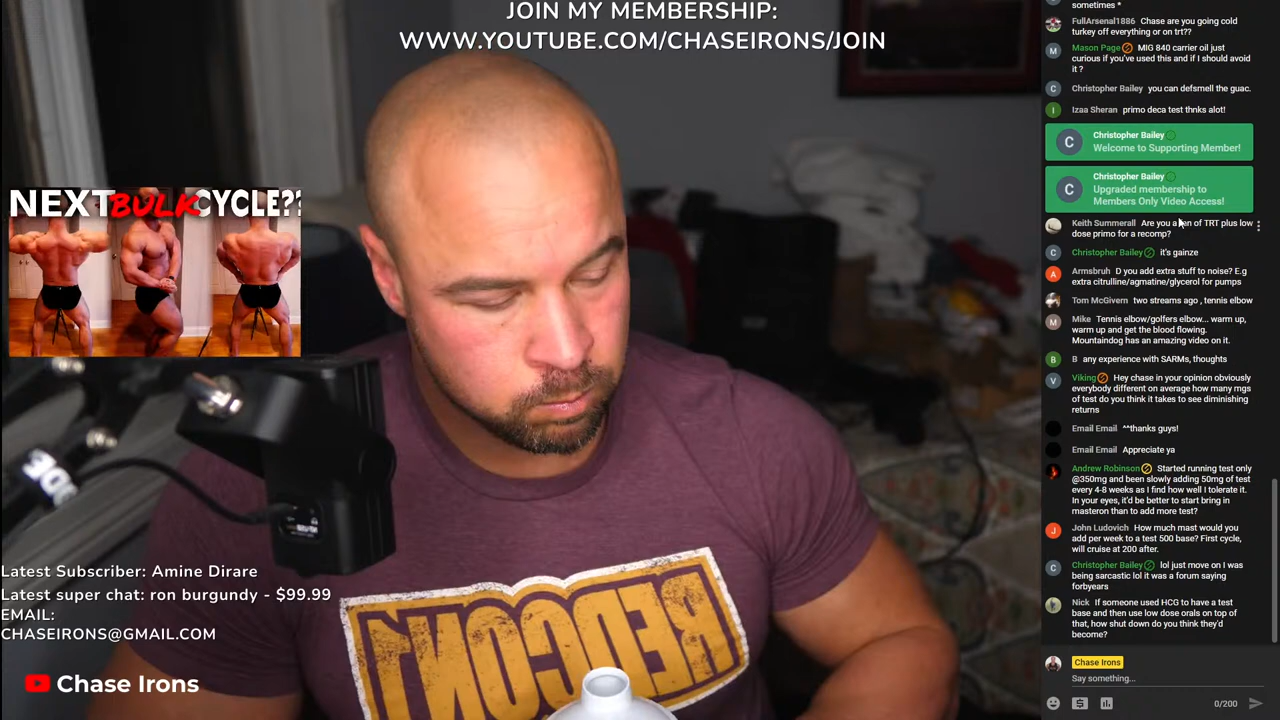 JOIN MY MEMBERSHIP:
WWW.YOUTUBE.COM/CHASEIRONS/JOIN
NEXT BULK CYCLE??
Latest Subscriber: Amine Dirare
Latest super chat: ron burgundy - $99.99
EMAIL:
CHASEIRONS@GMAIL.COM
Chase Irons
REDCON1
sometimes *
FullArsenal1886 Chase are you going cold
turkey off everything or on trt??
M
Mason Page MIG 840 carrier oil just
curious if you've used this and if I should avoid
it ?
C
Christopher Bailey you can defsrnell the guac.
I
Izaa Sheran primo deca test thnks alot!
C
Christopher Bailey
Welcome to Supporting Member!
C
Christopher Bailey
Upgraded membership to
Members Only Video Access!
Keith Summerall Are you a fan of TRT plus low
dose primo for a recomp?
C
Christopher Bailey it's gainze
A
Armsbruh D you add extra stuff to noise? E.g
extra citrulline/agmatine/glycerol for pumps
Tom McGivern two streams ago , tennis elbow
M
Mike Tennis elbow/golfers elbow... warm up,
warm up and get the blood flowing.
Mountaindog has an amazing video on it.
B
B any experience with SARMs, thoughts
V
Viking Hey chase in your opinion obviously
everybody different on average how many mgs
of test do you think it takes to see diminishing
returns
Email Email ^^thanks guys!
Email Email Appreciate ya
Andrew Robinson Started running test only
@350mg and been slowly adding 50mg of test
every 4-8 weeks as I find how well I tolerate it.
In your eyes, it'd be better to start bring in
masteron than to add more test?
J
John Ludovich How much mast would you
add per week to a test 500 base? First cycle,
will cruise at 200 after.
C
Christopher Bailey lol just move on I was
being sarcastic lol it was a forum saying
forbyears
Nick If someone used HCG to have a test
base and then use low dose orals on top of
that, how shut down do you think they'd
become?
Chase Irons
Say something...
0/200